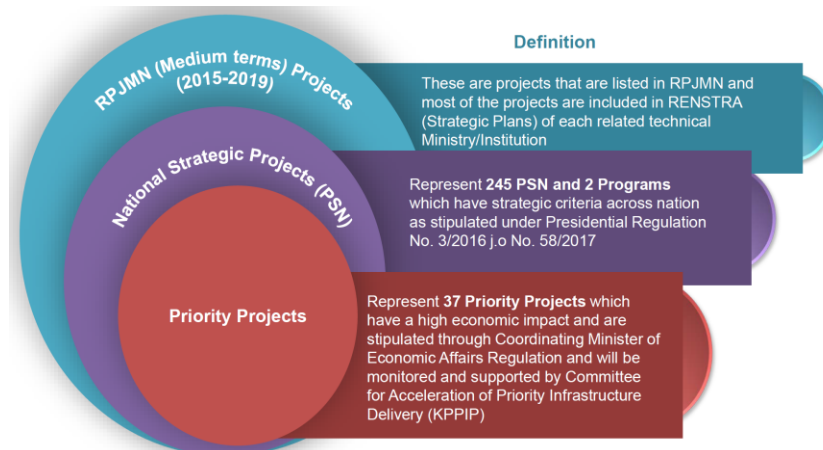 Definition
RPJMN (Medium terms) Projects
(2015-2019)
These are projects that are listed in RPJMN and
most of the projects are included in RENSTRA
(Strategic Plans) of each related technical
Ministry/Institution
National Strategic Projects (PSN)
Represent 245 PSN and 2 Programs
which have strategic criteria across nation
as stipulated under Presidential Regulation
No. 3/2016 j.o No. 58/2017
Priority Projects
Represent 37 Priority Projects which
have a high economic impact and are
stipulated through Coordinating Minister of
Economic Affairs Regulation and will be
monitored and supported by Committee
for Acceleration of Priority Infrastructure
Delivery (KPPIP)